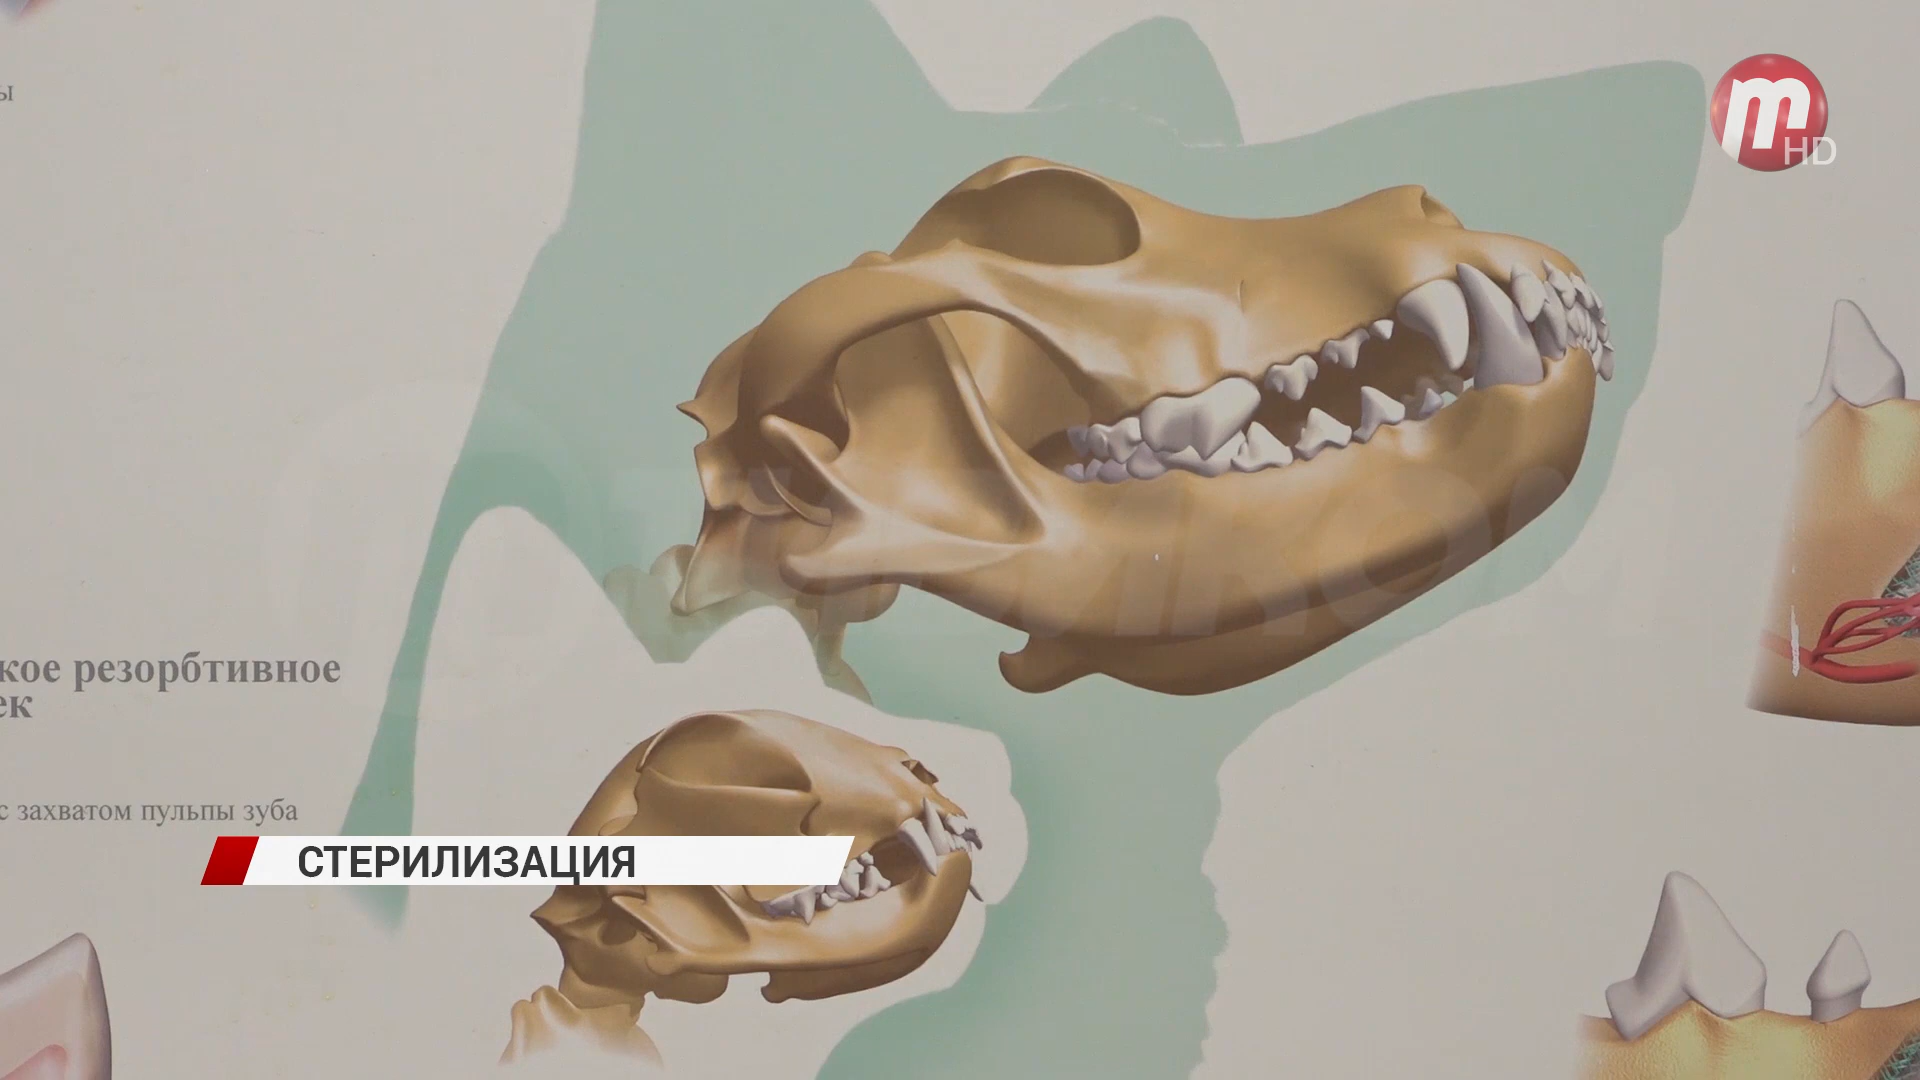 ы
HD
кое резорбтивное
ек
с захватом пульпы зуба
СТЕРИЛИЗАЦИЯ